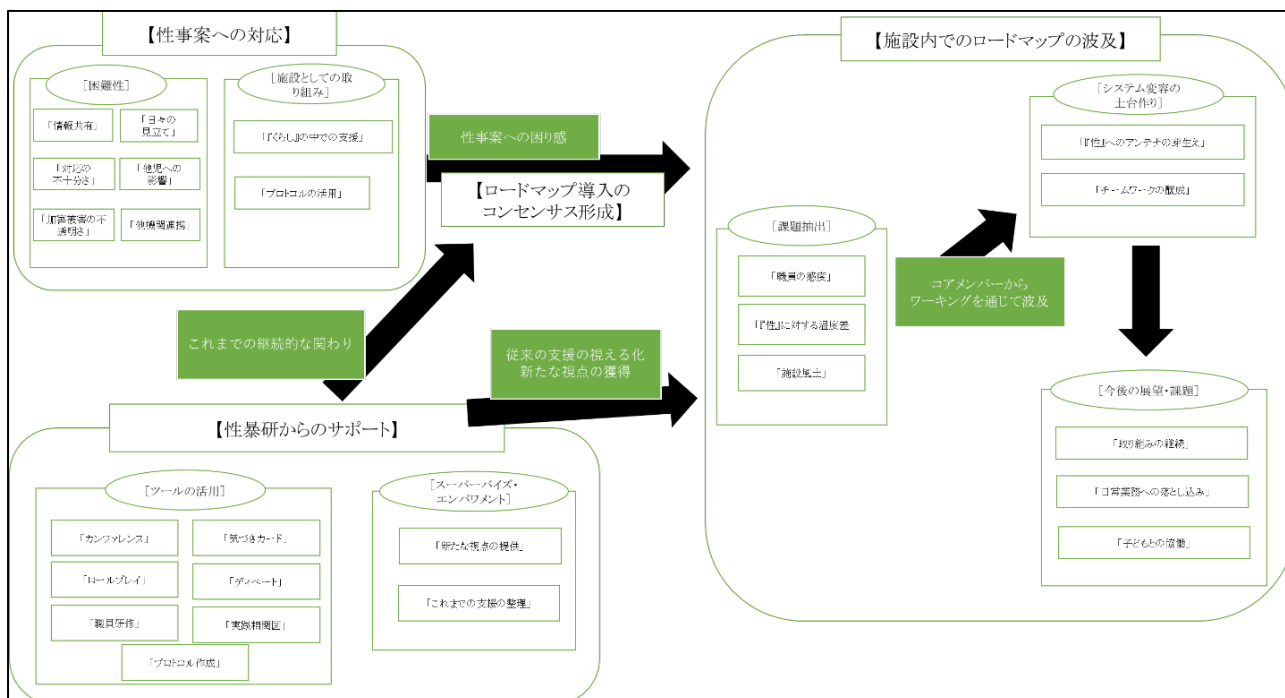 【性事案への対応】
[困難性]
「情報共有」
「日々の
見立て」
「対応の
不十分さ」
「他児への
影響」
「加害被害の不
透明さ」
「他機関連携」
[施設としての取
り組み]
「『くらし』の中での支援」
「プロトコルの活用」
性事案への困り感
【ロードマップ導入の
コンセンサス形成】
これまでの継続的な関わり
従来の支援の視える化
新たな視点の獲得
【性暴研からのサポート】
[ツールの活用]
「カンファレンス」
「気づきカード」
「ロールプレイ」
「ディベート」
「職員研修」
「実践相関図」
「プロトコル作成」
[スーパーバイズ・
エンパワメント]
「新たな視点の提供」
「これまでの支援の整理」
【施設内でのロードマップの波及】
[課題抽出]
「職員の感度」
「『性』に対する温度差」
「施設風土」
コアメンバーから
ワーキングを通じて波及
[システム変容の
土台作り]
「『性』へのアンテナの芽生え」
「チームワークの醸成」
[今後の展望・課題]
「取り組みの継続」
「日常業務への落とし込み」
「子どもとの協働」